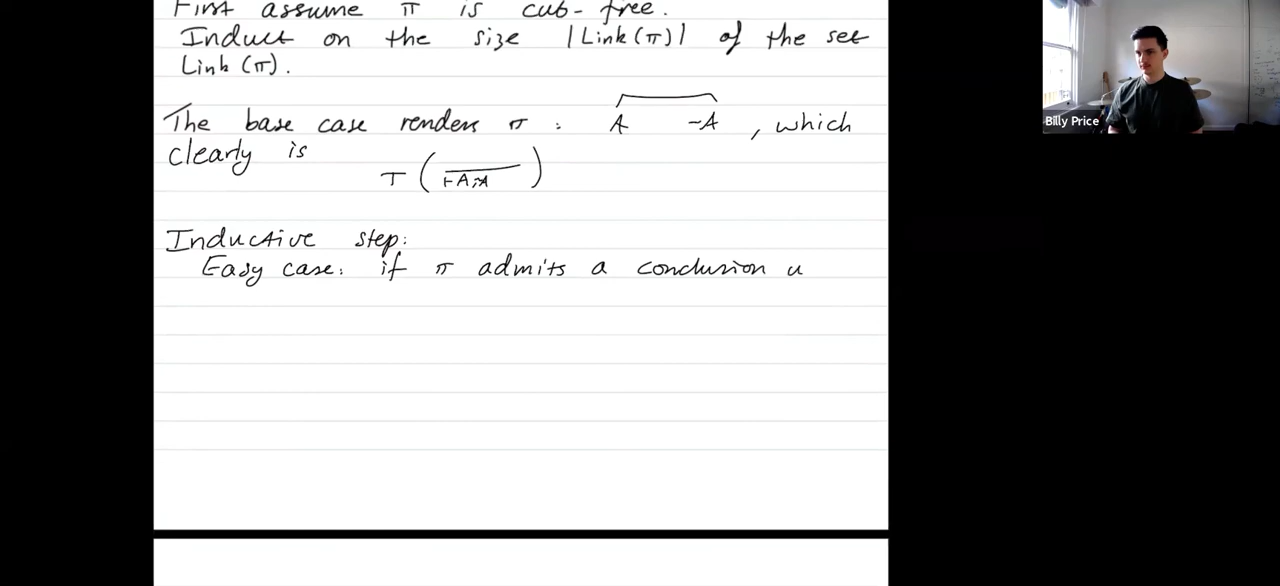 First assume π is cut-free.
Induct on the size |Link(π)| of the set
Link(π).
The base case renders π : A ¬A , which
clearly is
T ( ⊢A,¬A )
Inductive step:
Easy case: if π admits a conclusion u
Billy Price